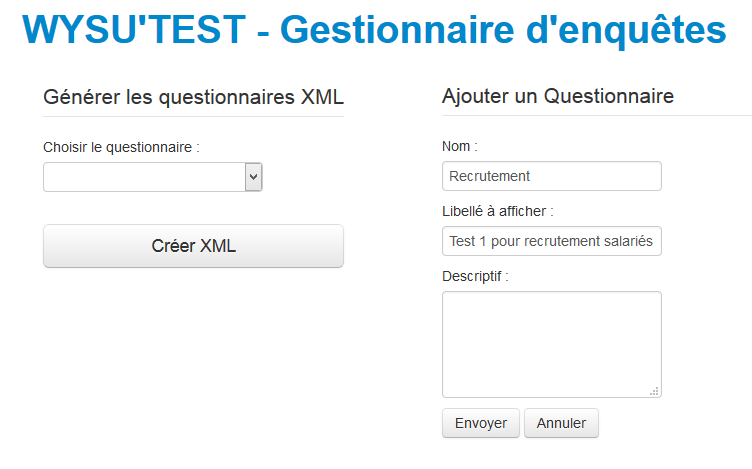 WYSU'TEST - Gestionnaire d'enquêtes
Générer les questionnaires XML
Choisir le questionnaire :
Créer XML
Ajouter un Questionnaire
Nom :
Recrutement
Libellé à afficher :
Test 1 pour recrutement salariés
Descriptif :
Envoyer Annuler